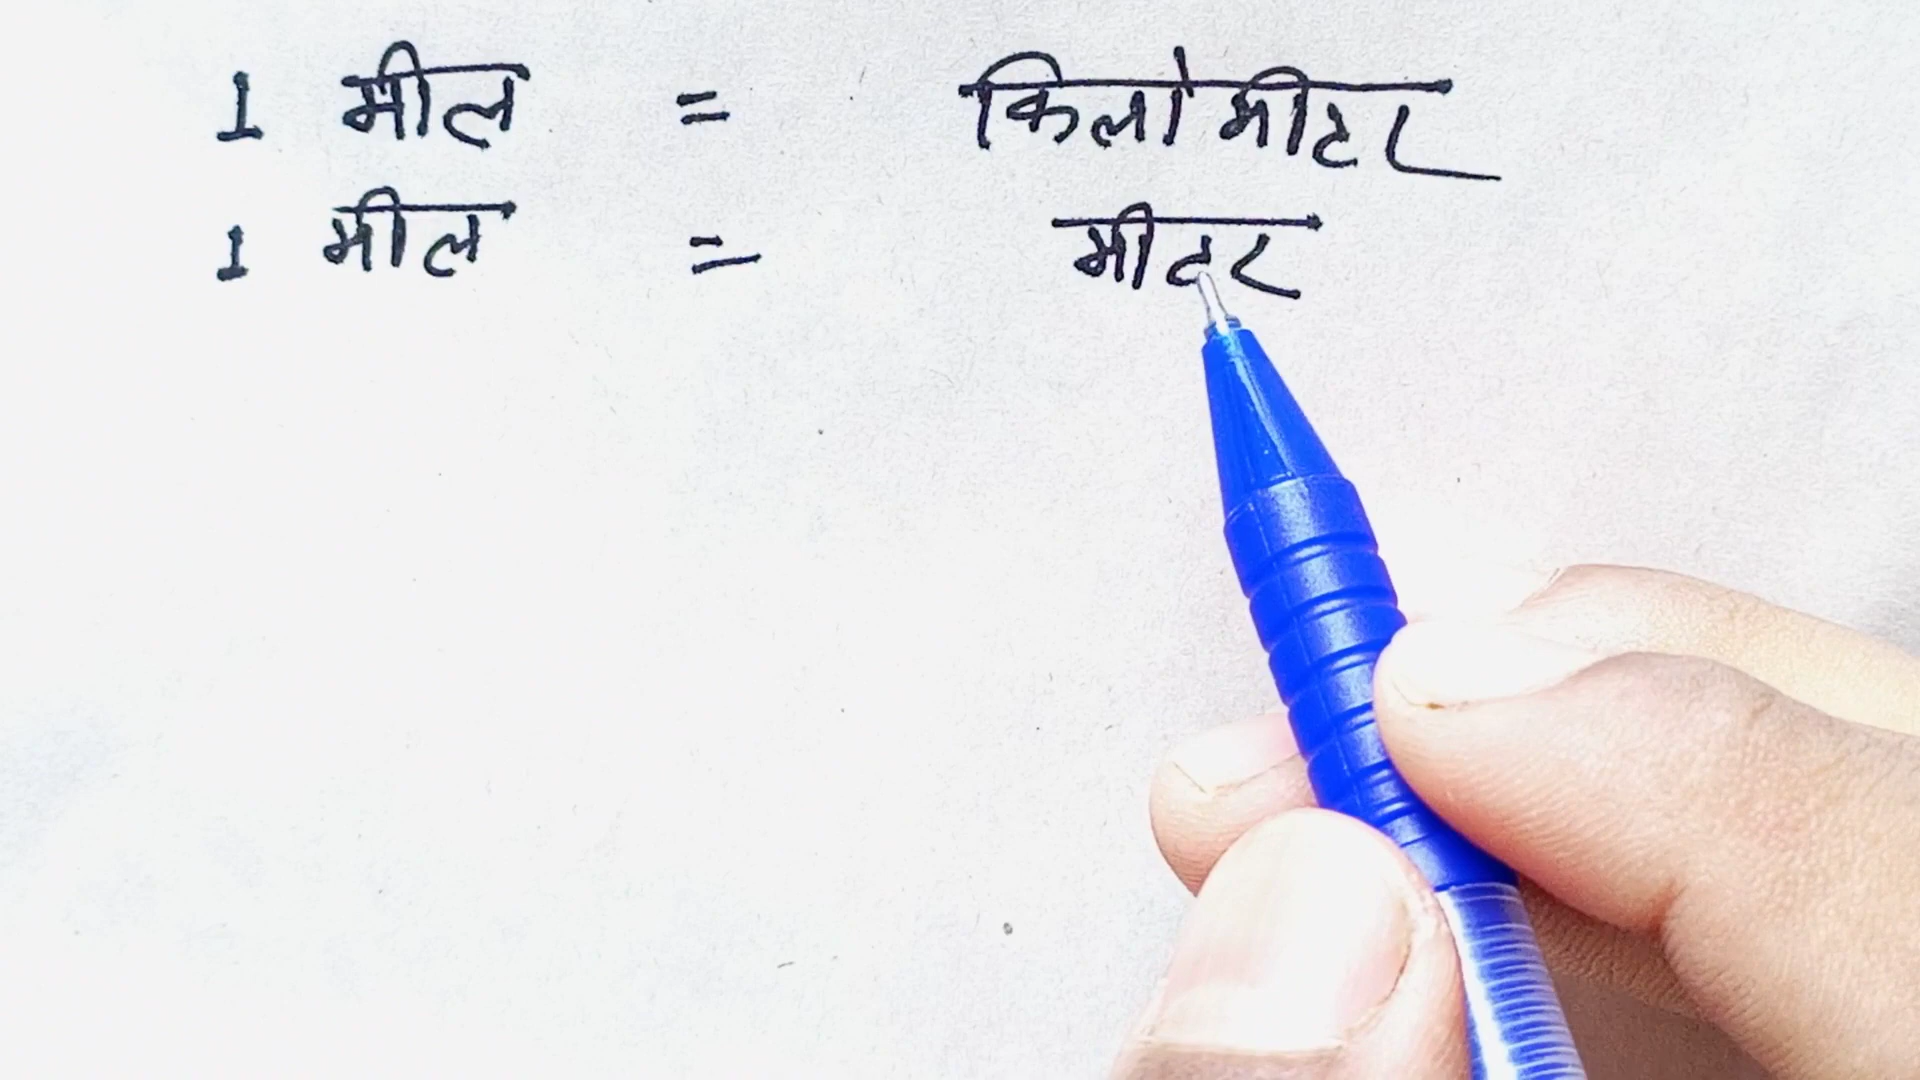 1 मील = किलोमीटर
1 मील = मीटर